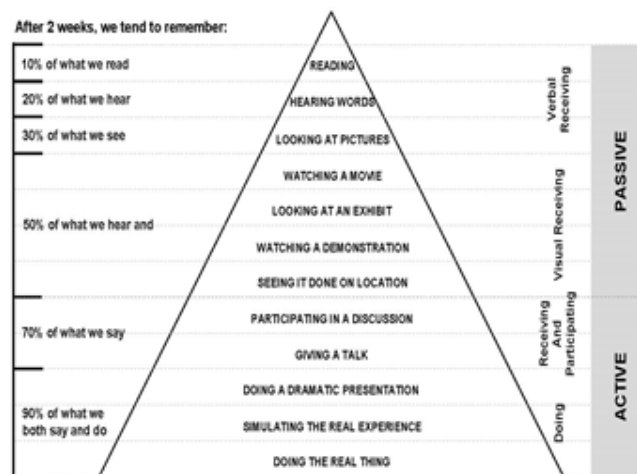 After 2 weeks, we tend to remember:
10% of what we read
READING
20% of what we hear
HEARING WORDS
Verbal
Receiving
30% of what we see
LOOKING AT PICTURES
WATCHING A MOVIE
50% of what we hear and
LOOKING AT AN EXHIBIT
WATCHING A DEMONSTRATION
SEEING IT DONE ON LOCATION
Visual Receiving
PASSIVE
70% of what we say
PARTICIPATING IN A DISCUSSION
GIVING A TALK
Receiving
And
Participating
90% of what we
both say and do
DOING A DRAMATIC PRESENTATION
SIMULATING THE REAL EXPERIENCE
DOING THE REAL THING
Doing
ACTIVE